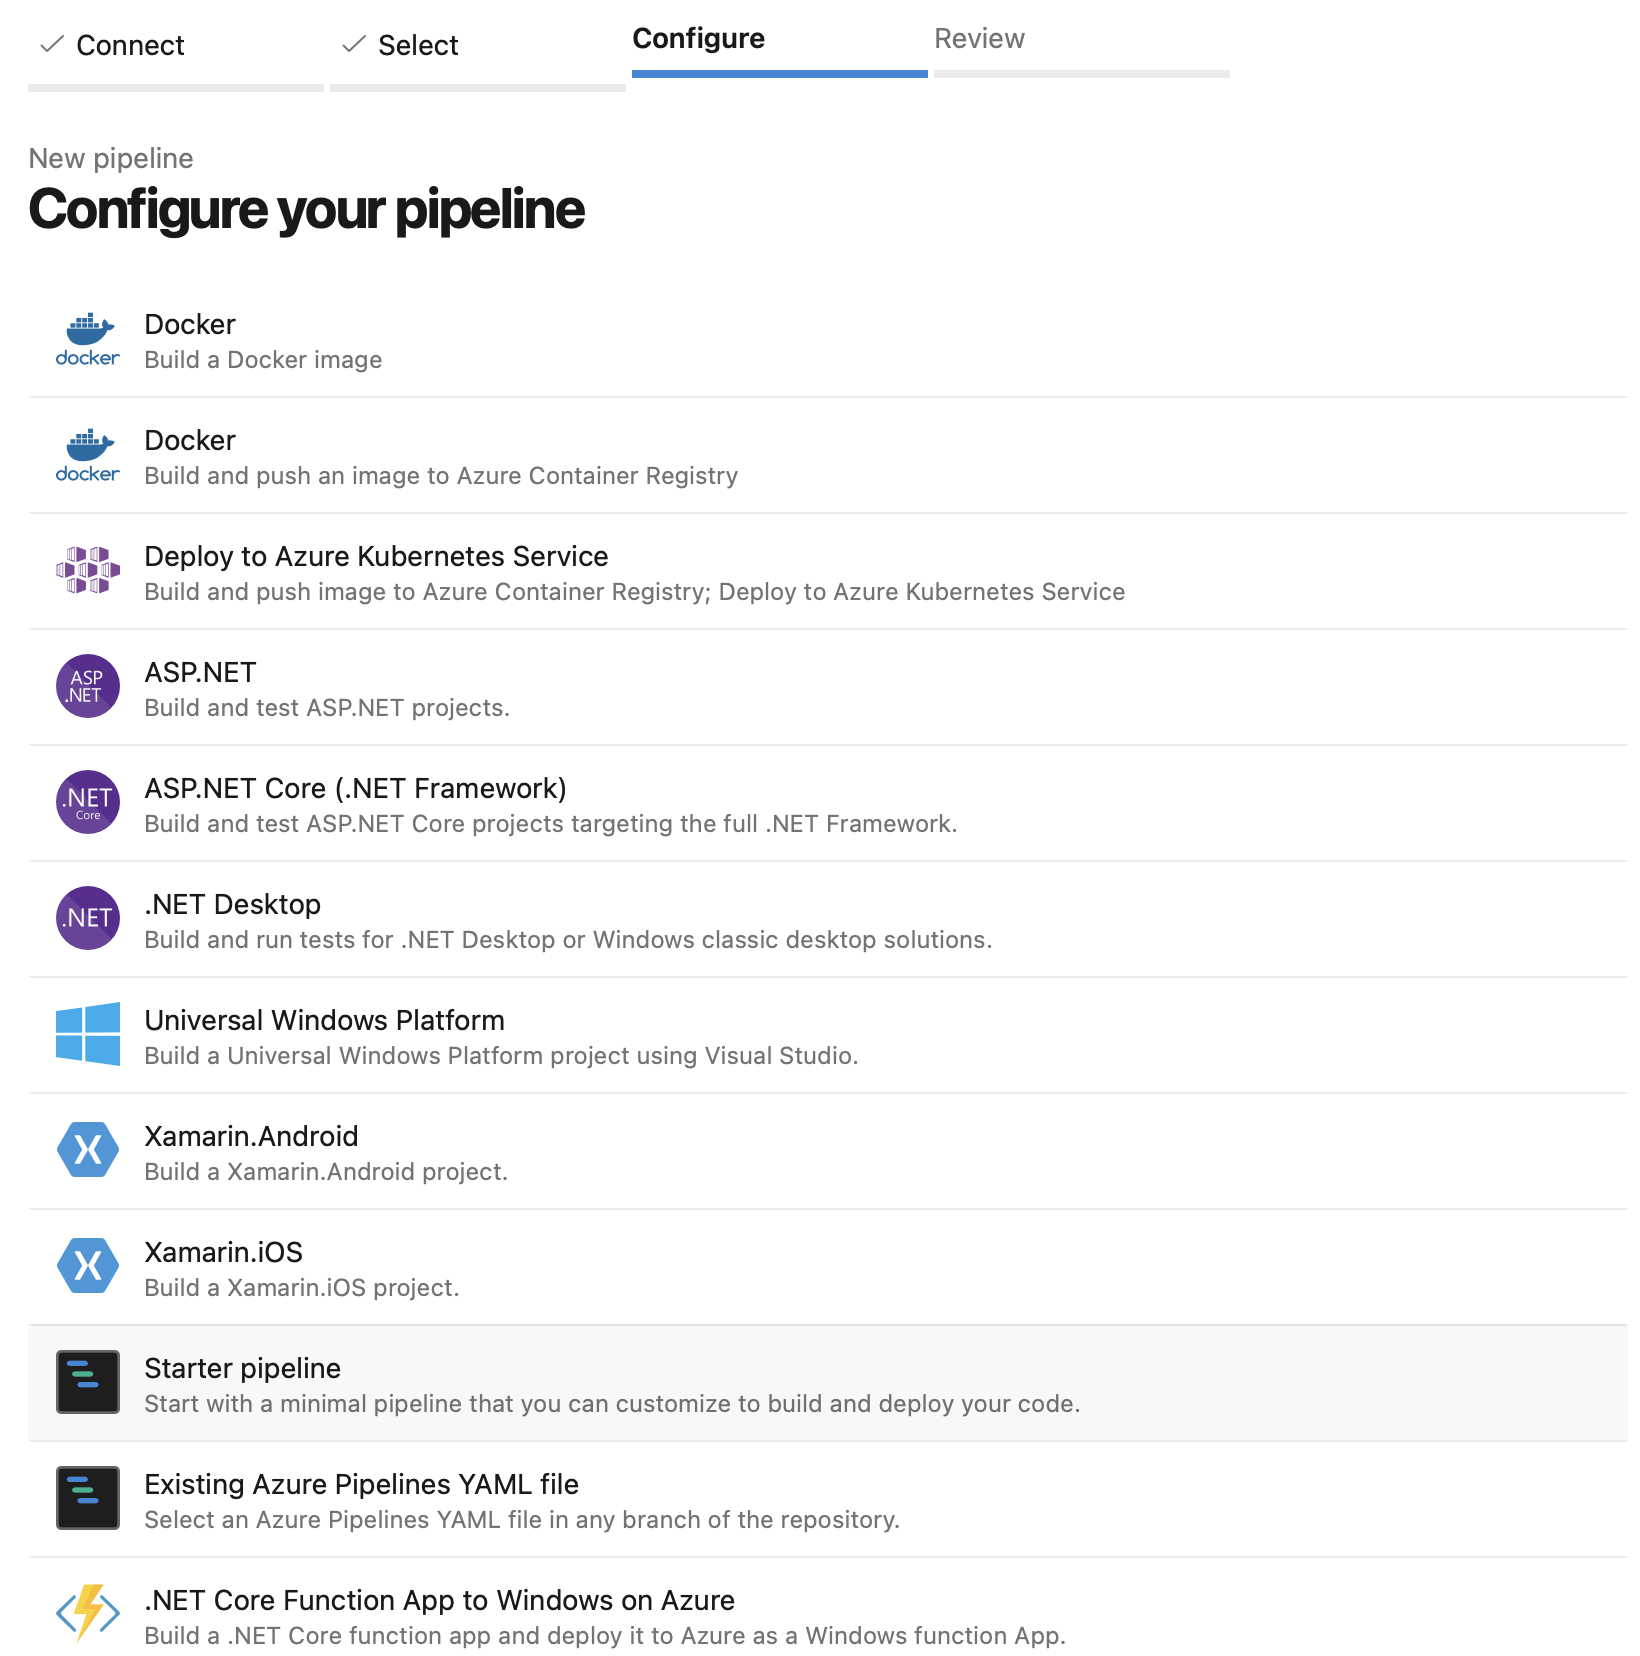 Connect
Select
Configure
Review
New pipeline
Configure your pipeline
docker
Docker
Build a Docker image
docker
Docker
Build and push an image to Azure Container Registry
Deploy to Azure Kubernetes Service
Build and push image to Azure Container Registry; Deploy to Azure Kubernetes Service
ASP
.NET
ASP.NET
Build and test ASP.NET projects.
.NET
Core
ASP.NET Core (.NET Framework)
Build and test ASP.NET Core projects targeting the full .NET Framework.
.NET
.NET Desktop
Build and run tests for .NET Desktop or Windows classic desktop solutions.
Universal Windows Platform
Build a Universal Windows Platform project using Visual Studio.
X
Xamarin.Android
Build a Xamarin.Android project.
X
Xamarin.iOS
Build a Xamarin.iOS project.
Starter pipeline
Start with a minimal pipeline that you can customize to build and deploy your code.
Existing Azure Pipelines YAML file
Select an Azure Pipelines YAML file in any branch of the repository.
.NET Core Function App to Windows on Azure
Build a .NET Core function app and deploy it to Azure as a Windows function App.